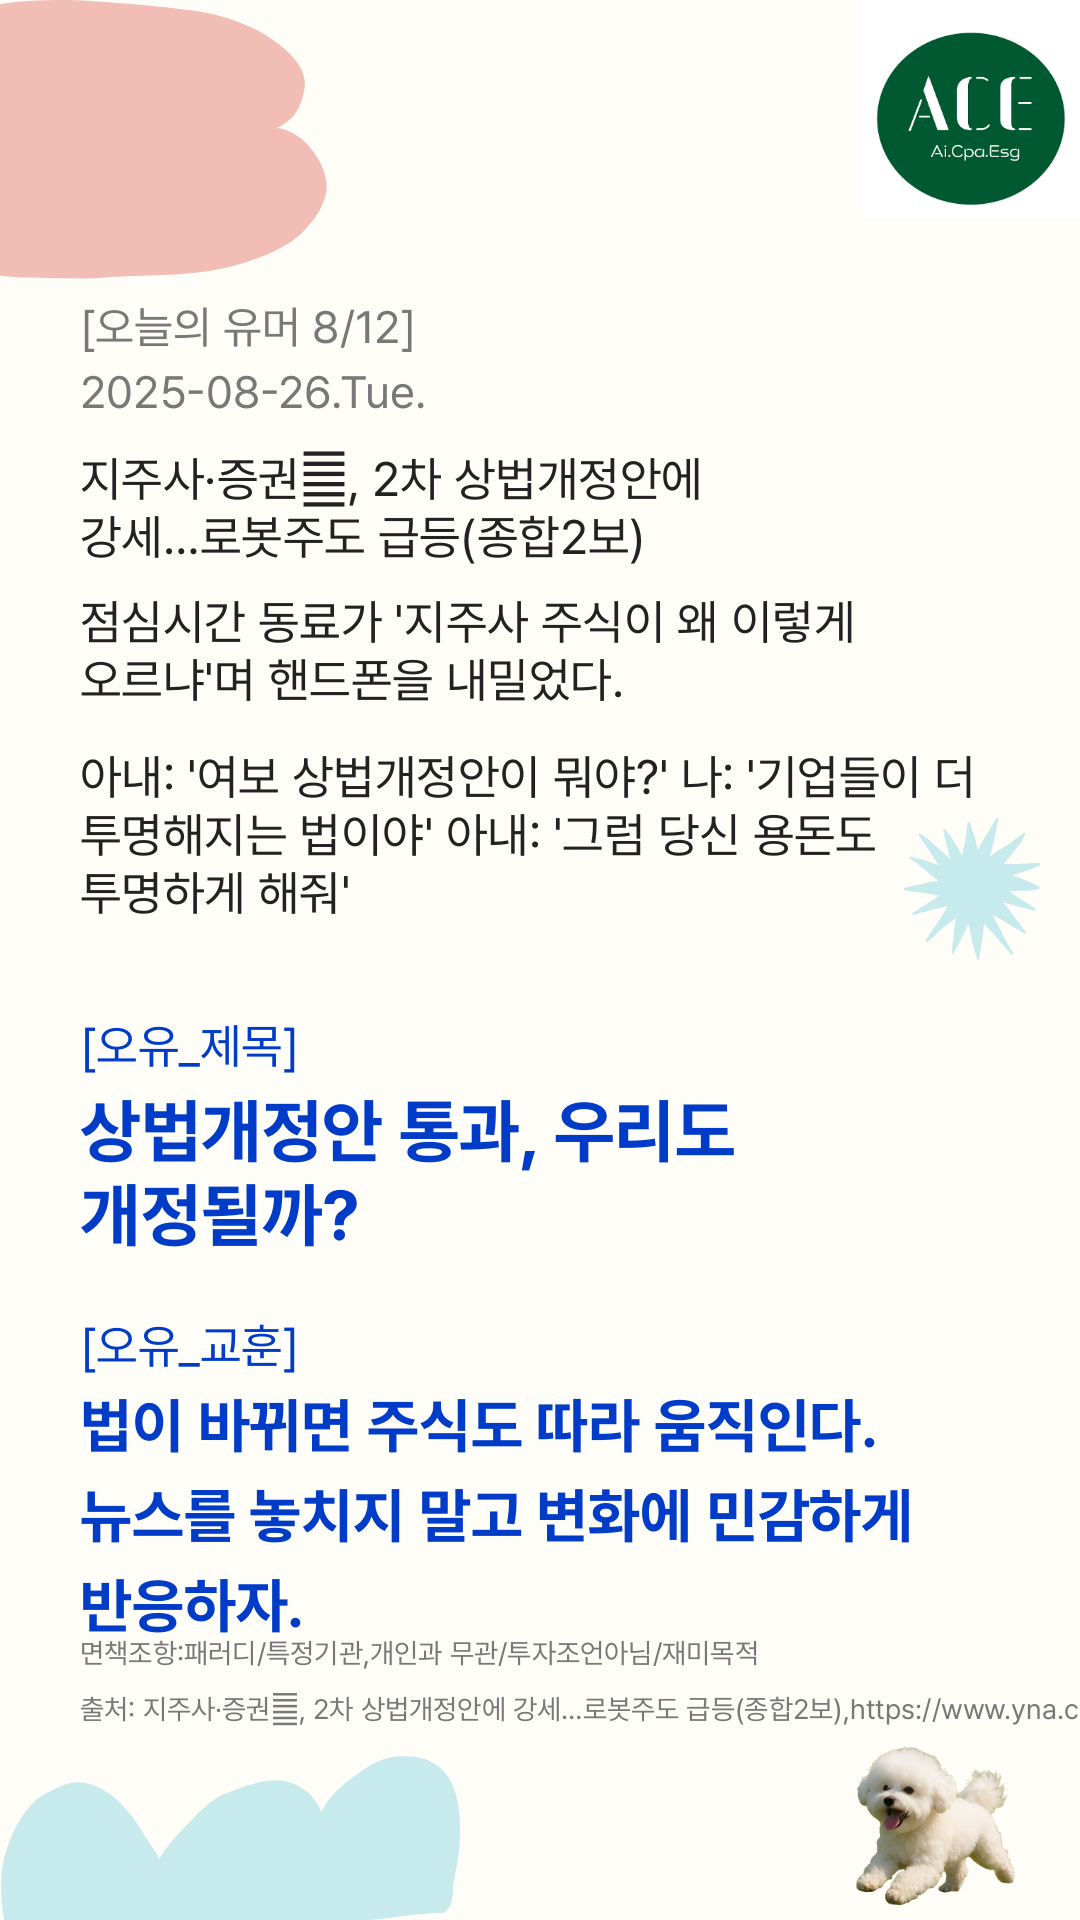 ACE
Ai.Cpa.Esg
[오늘의 유머 8/12]
2025-08-26.Tue.
지주사·증권䷀, 2차 상법개정안에
강세…로봇주도 급등(종합2보)
점심시간 동료가 '지주사 주식이 왜 이렇게
오르냐'며 핸드폰을 내밀었다.
아내: '여보 상법개정안이 뭐야?' 나: '기업들이 더
투명해지는 법이야' 아내: '그럼 당신 용돈도
투명하게 해줘'
[오유_제목]
상법개정안 통과, 우리도
개정될까?
[오유_교훈]
법이 바뀌면 주식도 따라 움직인다.
뉴스를 놓치지 말고 변화에 민감하게
반응하자.
면책조항:패러디/특정기관,개인과 무관/투자조언아님/재미목적
출처: 지주사·증권䷀, 2차 상법개정안에 강세…로봇주도 급등(종합2보),https://www.yna.c